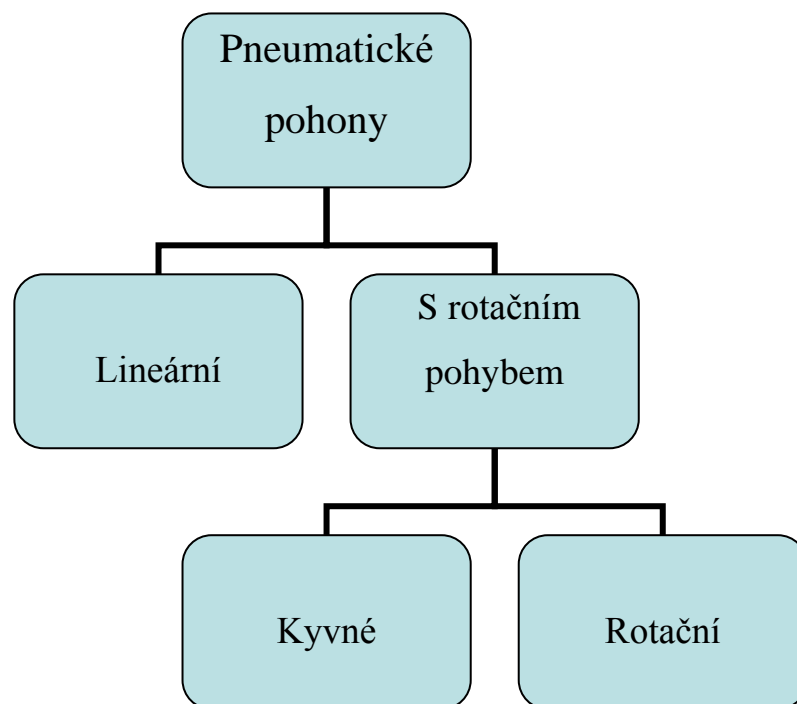 Pneumatické
pohony
Lineární
S rotačním
pohybem
Kyvné
Rotační